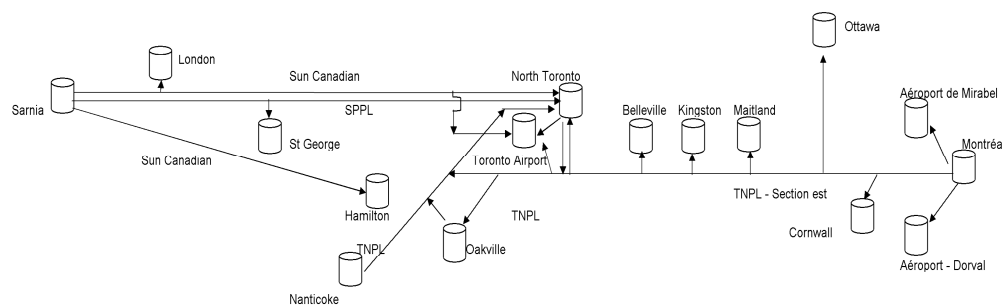 Ottawa
London
Sun Canadian
North Toronto
Aéroport de Mirabel
Sarnia
SPPL
Belleville
Kingston
Maitland
St George
Montréa
Sun Canadian
Toronto Airport
TNPL - Section est
Hamilton
TNPL
Cornwall
TNPL
Oakville
Aéroport - Dorval
Nanticoke